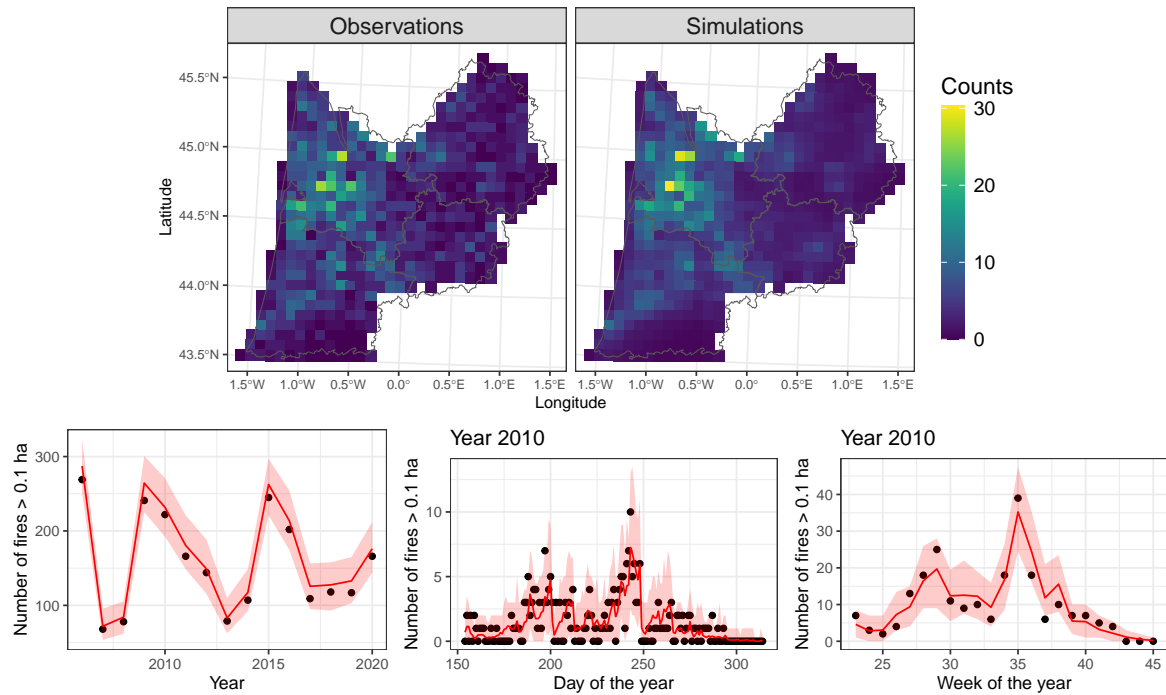 Observations
Simulations
45.5°N
45.0°N
44.5°N
44.0°N
43.5°N
Latitude
1.5°W 1.0°W 0.5°W 0.0° 0.5°E 1.0°E 1.5°E
1.5°W 1.0°W 0.5°W 0.0° 0.5°E 1.0°E 1.5°E
Longitude
Counts
30
20
10
0
Number of fires > 0.1 ha
300
200
100
2010 2015 2020
Year
Year 2010
Number of fires > 0.1 ha
10
5
0
150 200 250 300
Day of the year
Year 2010
Number of fires > 0.1 ha
40
30
20
10
0
25 30 35 40 45
Week of the year